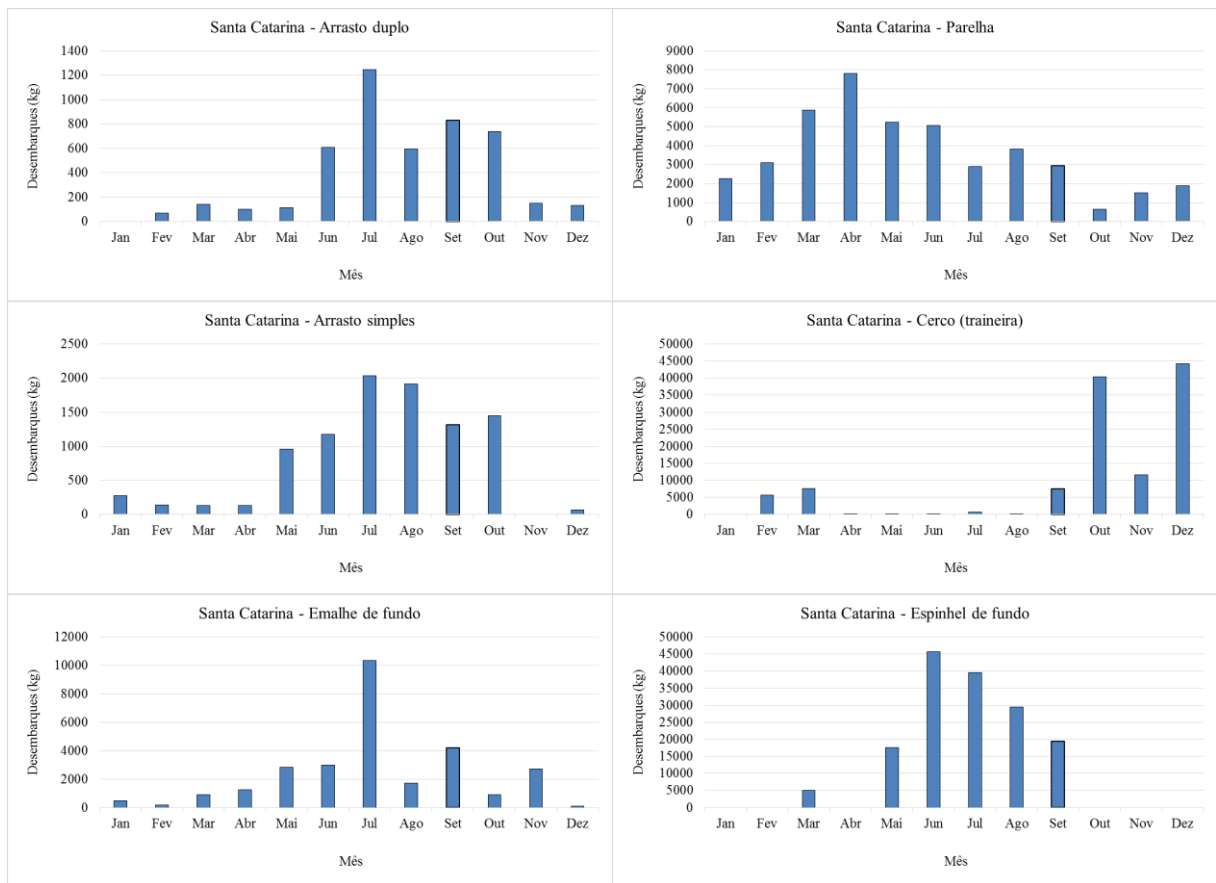 Santa Catarina - Arrasto duplo
Desembarques (kg)
1400
1200
1000
800
600
400
200
0
Jan Fev Mar Abr Mai Jun Jul Ago Set Out Nov Dez
Mês
Santa Catarina - Parelha
Desembarques (kg)
9000
8000
7000
6000
5000
4000
3000
2000
1000
0
Jan Fev Mar Abr Mai Jun Jul Ago Set Out Nov Dez
Mês
Santa Catarina - Arrasto simples
Desembarques (kg)
2500
2000
1500
1000
500
0
Jan Fev Mar Abr Mai Jun Jul Ago Set Out Nov Dez
Mês
Santa Catarina - Cerco (traineira)
Desembarques (kg)
50000
45000
40000
35000
30000
25000
20000
15000
10000
5000
0
Jan Fev Mar Abr Mai Jun Jul Ago Set Out Nov Dez
Mês
Santa Catarina - Emalhe de fundo
Desembarques (kg)
12000
10000
8000
6000
4000
2000
0
Jan Fev Mar Abr Mai Jun Jul Ago Set Out Nov Dez
Mês
Santa Catarina - Espinhel de fundo
Desembarques (kg)
50000
45000
40000
35000
30000
25000
20000
15000
10000
5000
0
Jan Fev Mar Abr Mai Jun Jul Ago Set Out Nov Dez
Mês